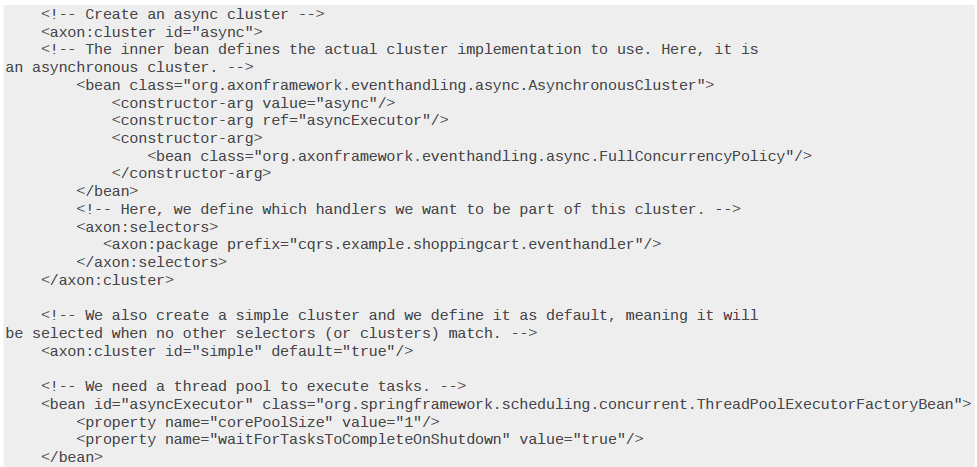 <!-- Create an async cluster -->
    <axon:cluster id="async">
    <!-- The inner bean defines the actual cluster implementation to use. Here, it is
an asynchronous cluster. -->
        <bean class="org.axonframework.eventhandling.async.AsynchronousCluster">
            <constructor-arg value="async"/>
            <constructor-arg ref="asyncExecutor"/>
            <constructor-arg>
                <bean class="org.axonframework.eventhandling.async.FullConcurrencyPolicy"/>
            </constructor-arg>
        </bean>
        <!-- Here, we define which handlers we want to be part of this cluster. -->
        <axon:selectors>
           <axon:package prefix="cqrs.example.shoppingcart.eventhandler"/>
        </axon:selectors>
    </axon:cluster>

    <!-- We also create a simple cluster and we define it as default, meaning it will
be selected when no other selectors (or clusters) match. -->
    <axon:cluster id="simple" default="true"/>

    <!-- We need a thread pool to execute tasks. -->
    <bean id="asyncExecutor" class="org.springframework.scheduling.concurrent.ThreadPoolExecutorFactoryBean">
        <property name="corePoolSize" value="1"/>
        <property name="waitForTasksToCompleteOnShutdown" value="true"/>
    </bean>